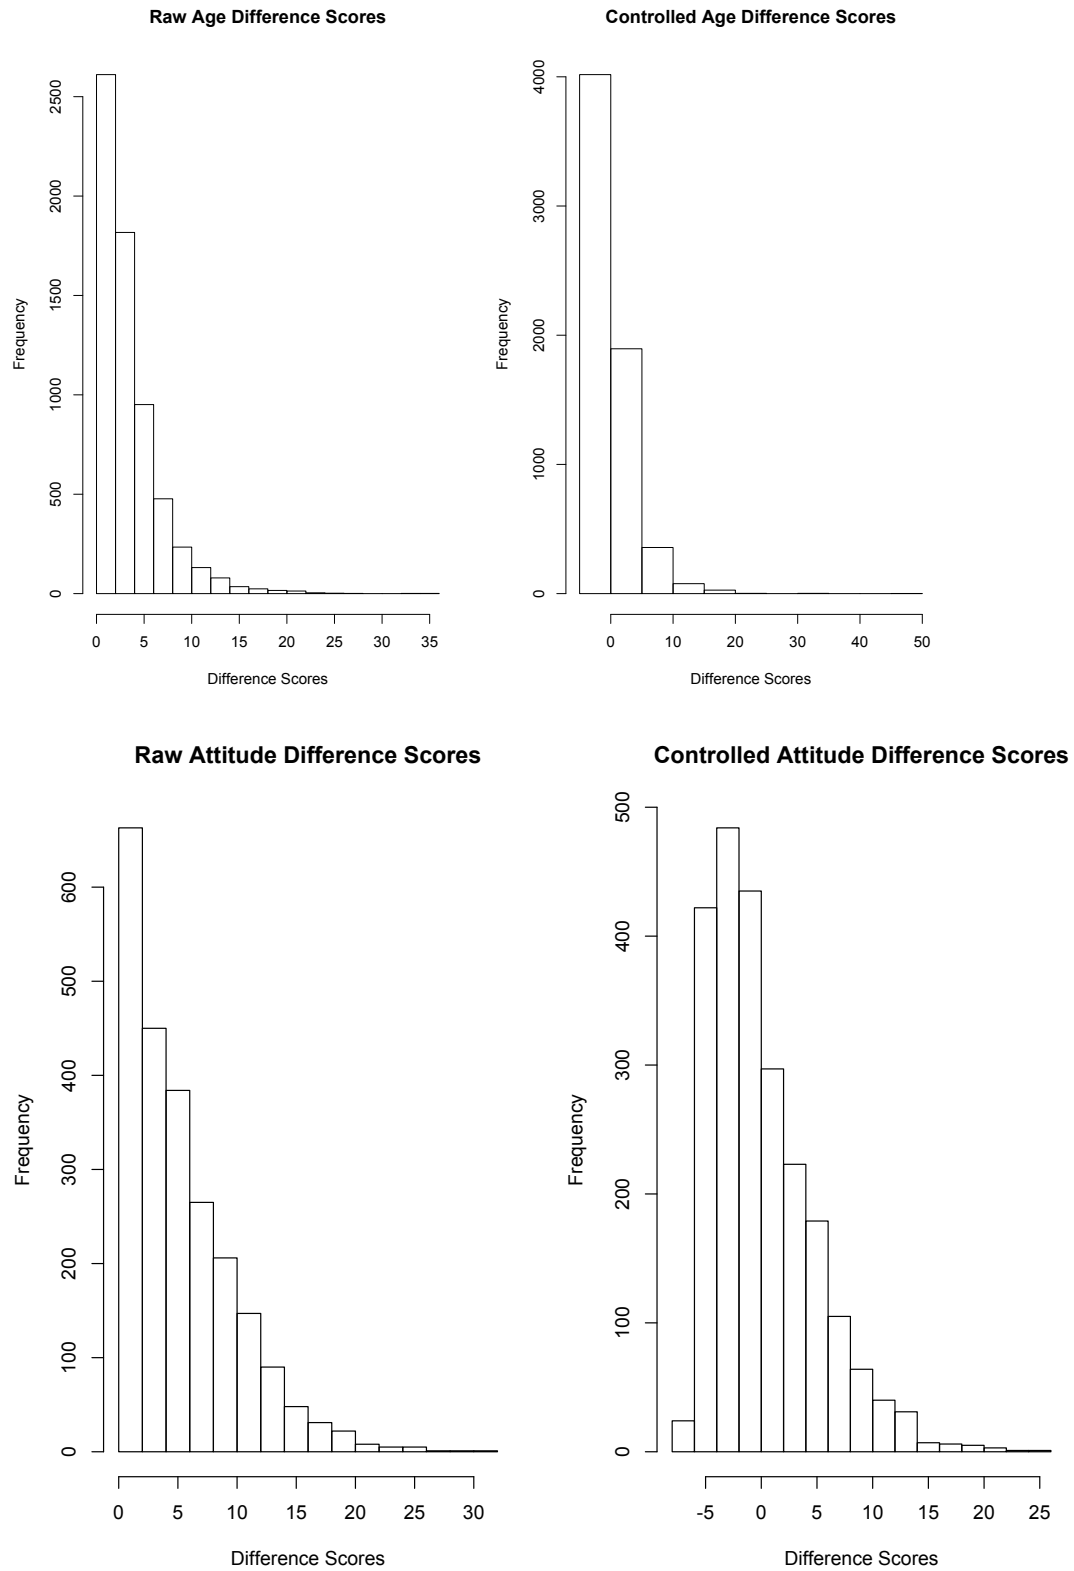 Raw Age Difference Scores
Frequency
2500
2000
1500
1000
500
0
0 5 10 15 20 25 30 35
Difference Scores
Controlled Age Difference Scores
Frequency
4000
3000
2000
1000
0
0 10 20 30 40 50
Difference Scores
Raw Attitude Difference Scores
Frequency
600
500
400
300
200
100
0
0 5 10 15 20 25 30
Difference Scores
Controlled Attitude Difference Scores
Frequency
500
400
300
200
100
0
-5 0 5 10 15 20 25
Difference Scores